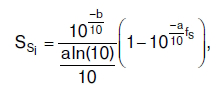 S_{S_i} = \frac{10^{\frac{-b}{10}}}{\frac{a\ln(10)}{10}} \left( 1 - 10^{\frac{-a}{10} f_s} \right),